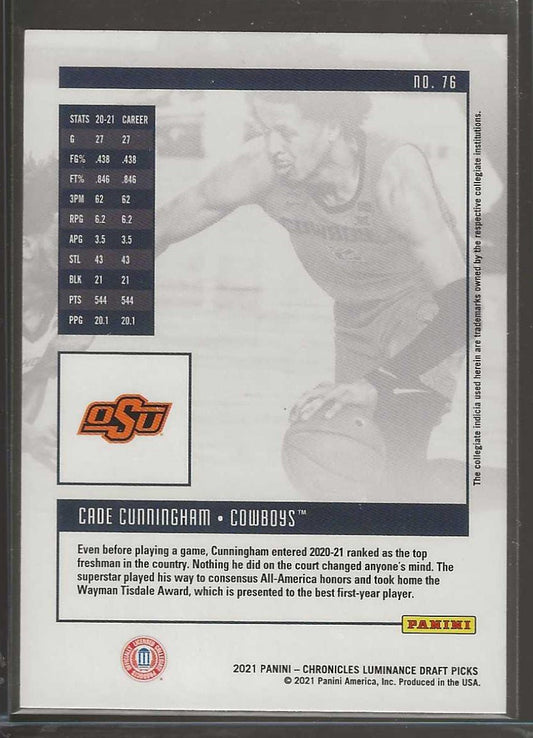 NO. 76
STATS 20-21 CAREER
G 27 27
FG% .438 .438
FT% .846 .846
3PM 62 62
RPG 6.2 6.2
APG 3.5 3.5
STL 43 43
BLK 21 21
PTS 544 544
PPG 20.1 20.1
The collegiate indicia used herein are trademarks owned by the respective collegiate institutions.
OSU
CADE CUNNINGHAM • COWBOYS™
Even before playing a game, Cunningham entered 2020-21 ranked as the top
freshman in the country. Nothing he did on the court changed anyone's mind. The
superstar played his way to consensus All-America honors and took home the
Wayman Tisdale Award, which is presented to the best first-year player.
PANINI
OFFICIALLY LICENSED COLLEGIATE PRODUCTS
2021 PANINI – CHRONICLES LUMINANCE DRAFT PICKS
© 2021 Panini America, Inc. Produced in the USA.